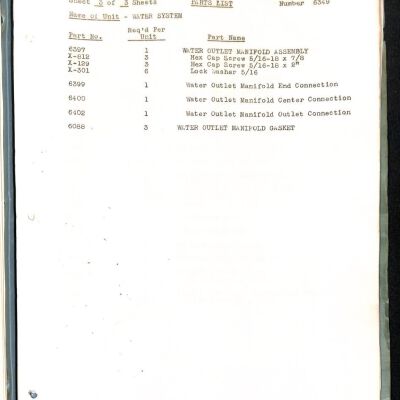 Sheet 3 of 3 Sheets PARTS LIST Number 6349
Name of Unit - WATER SYSTEM
Part No. Req'd Per Unit Part Name
6397 1 WATER OUTLET MANIFOLD ASSEMBLY
X-812 3 Hex Cap Screw 5/16-18 x 7/8
X-129 3 Hex Cap Screw 5/16-18 x 2"
X-301 6 Lock Washer 5/16
6399 1 Water Outlet Manifold End Connection
6400 1 Water Outlet Manifold Center Connection
6402 1 Water Outlet Manifold Outlet Connection
6088 3 WATER OUTLET MANIFOLD GASKET